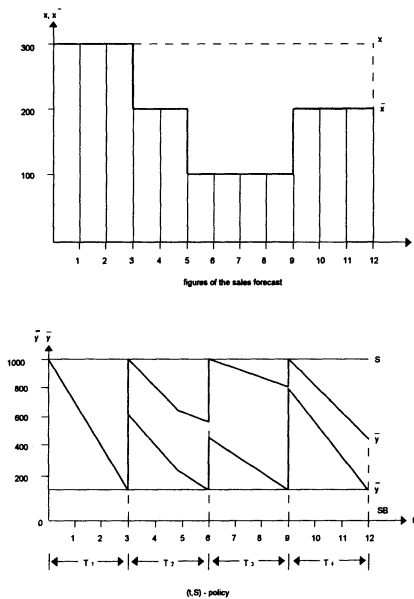 x, x̄
300
x
200
x̄
100
1 2 3 4 5 6 7 8 9 10 11 12
figures of the sales forecast
ȳ ȳ
1000
S
800
600
ȳ
400
200
ȳ
SB
0 1 2 3 4 5 6 7 8 9 10 11 12 t
T 1 T 2 T 3 T 4
(t,S) - policy